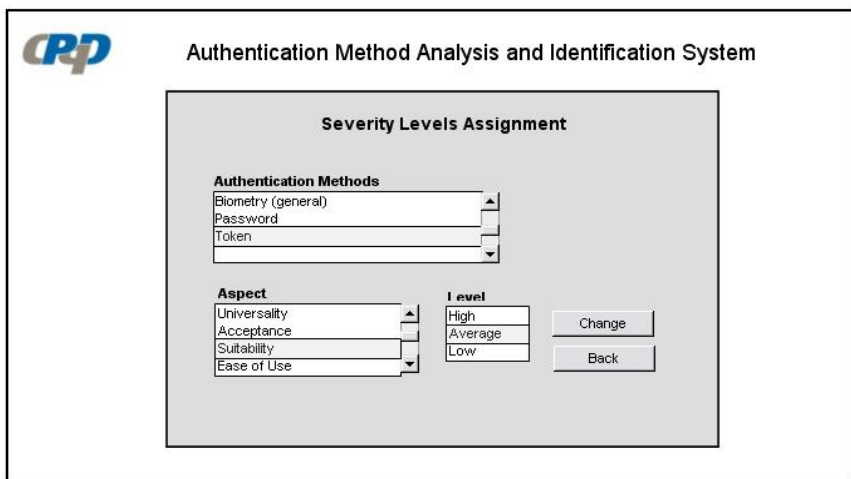 CPqD
Authentication Method Analysis and Identification System
Severity Levels Assignment
Authentication Methods
Biometry (general)
Password
Token
Aspect
Universality
Acceptance
Suitability
Ease of Use
Level
High
Average
Low
Change
Back